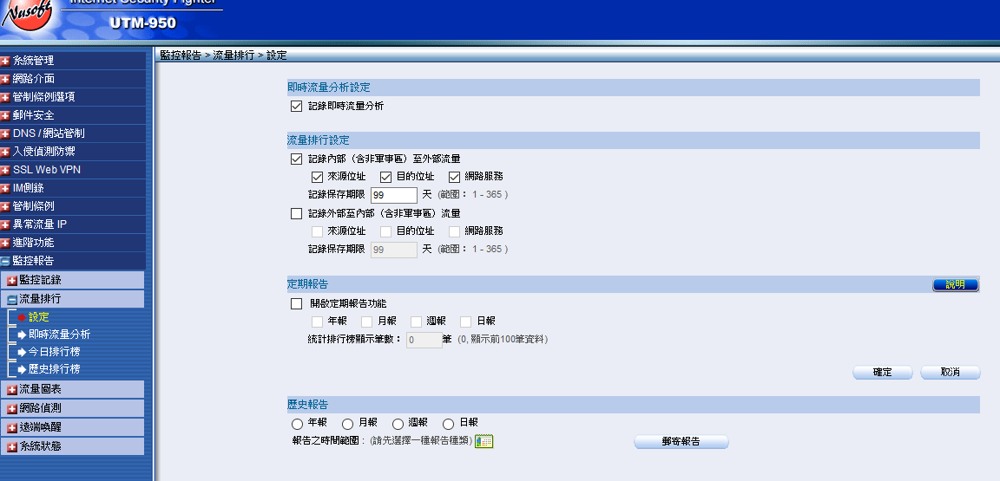 Nusoft
Internet Security Fighter
UTM-950
監控報告 > 流量排行 > 設定
系統管理
網路介面
管制條例選項
郵件安全
DNS / 網站管制
入侵偵測防禦
SSL Web VPN
IM側錄
管制條例
異常流量 IP
進階功能
監控報告
監控記錄
流量排行
設定
即時流量分析
今日排行榜
歷史排行榜
流量圖表
網路偵測
遠端喚醒
系統狀態
即時流量分析設定
記錄即時流量分析
流量排行設定
記錄內部（含非軍事區）至外部流量
來源位址 目的位址 網路服務
記錄保存期限 99 天 (範圍： 1 - 365 )
記錄外部至內部（含非軍事區）流量
來源位址 目的位址 網路服務
記錄保存期限 99 天 (範圍： 1 - 365 )
定期報告 說明
開啟定期報告功能
年報 月報 週報 日報
統計排行榜顯示筆數： 0 筆 (0, 顯示前100筆資料)
確定 取消
歷史報告
年報 月報 週報 日報
報告之時間範圍 : (請先選擇一種報告種類) 郵寄報告